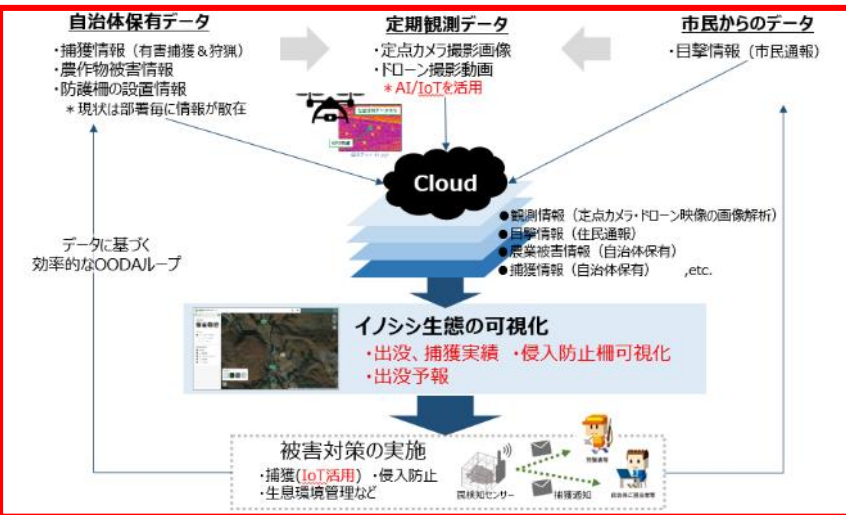 自治体保有データ
・捕獲情報（有害捕獲＆狩猟）
・農作物被害情報
・防護柵の設置情報
＊現状は部署毎に情報が散在
定期観測データ
・定点カメラ撮影画像
・ドローン撮影動画
＊AI/IoTを活用
市民からのデータ
・目撃情報（市民通報）
Cloud
●観測情報（定点カメラ・ドローン映像の画像解析）
●目撃情報（住民通報）
●農業被害情報（自治体保有）
●捕獲情報（自治体保有）　,etc.
データに基づく
効率的なOODAループ
イノシシ生態の可視化
・出没、捕獲実績　・侵入防止柵可視化
・出没予報
被害対策の実施
・捕獲(IoT活用)　・侵入防止
・生息環境管理など
罠検知センサー
捕獲通知